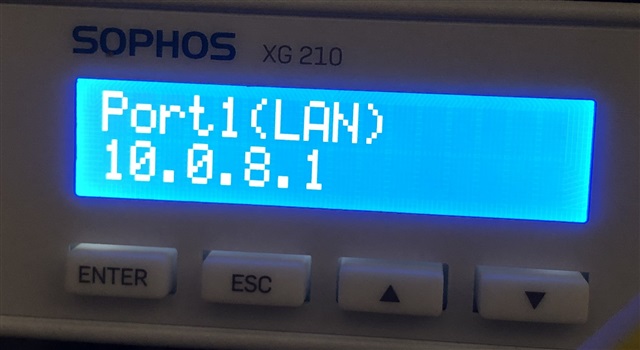 SOPHOS XG 210
Port1(LAN)
10.0.8.1
ENTER ESC ▲ ▼